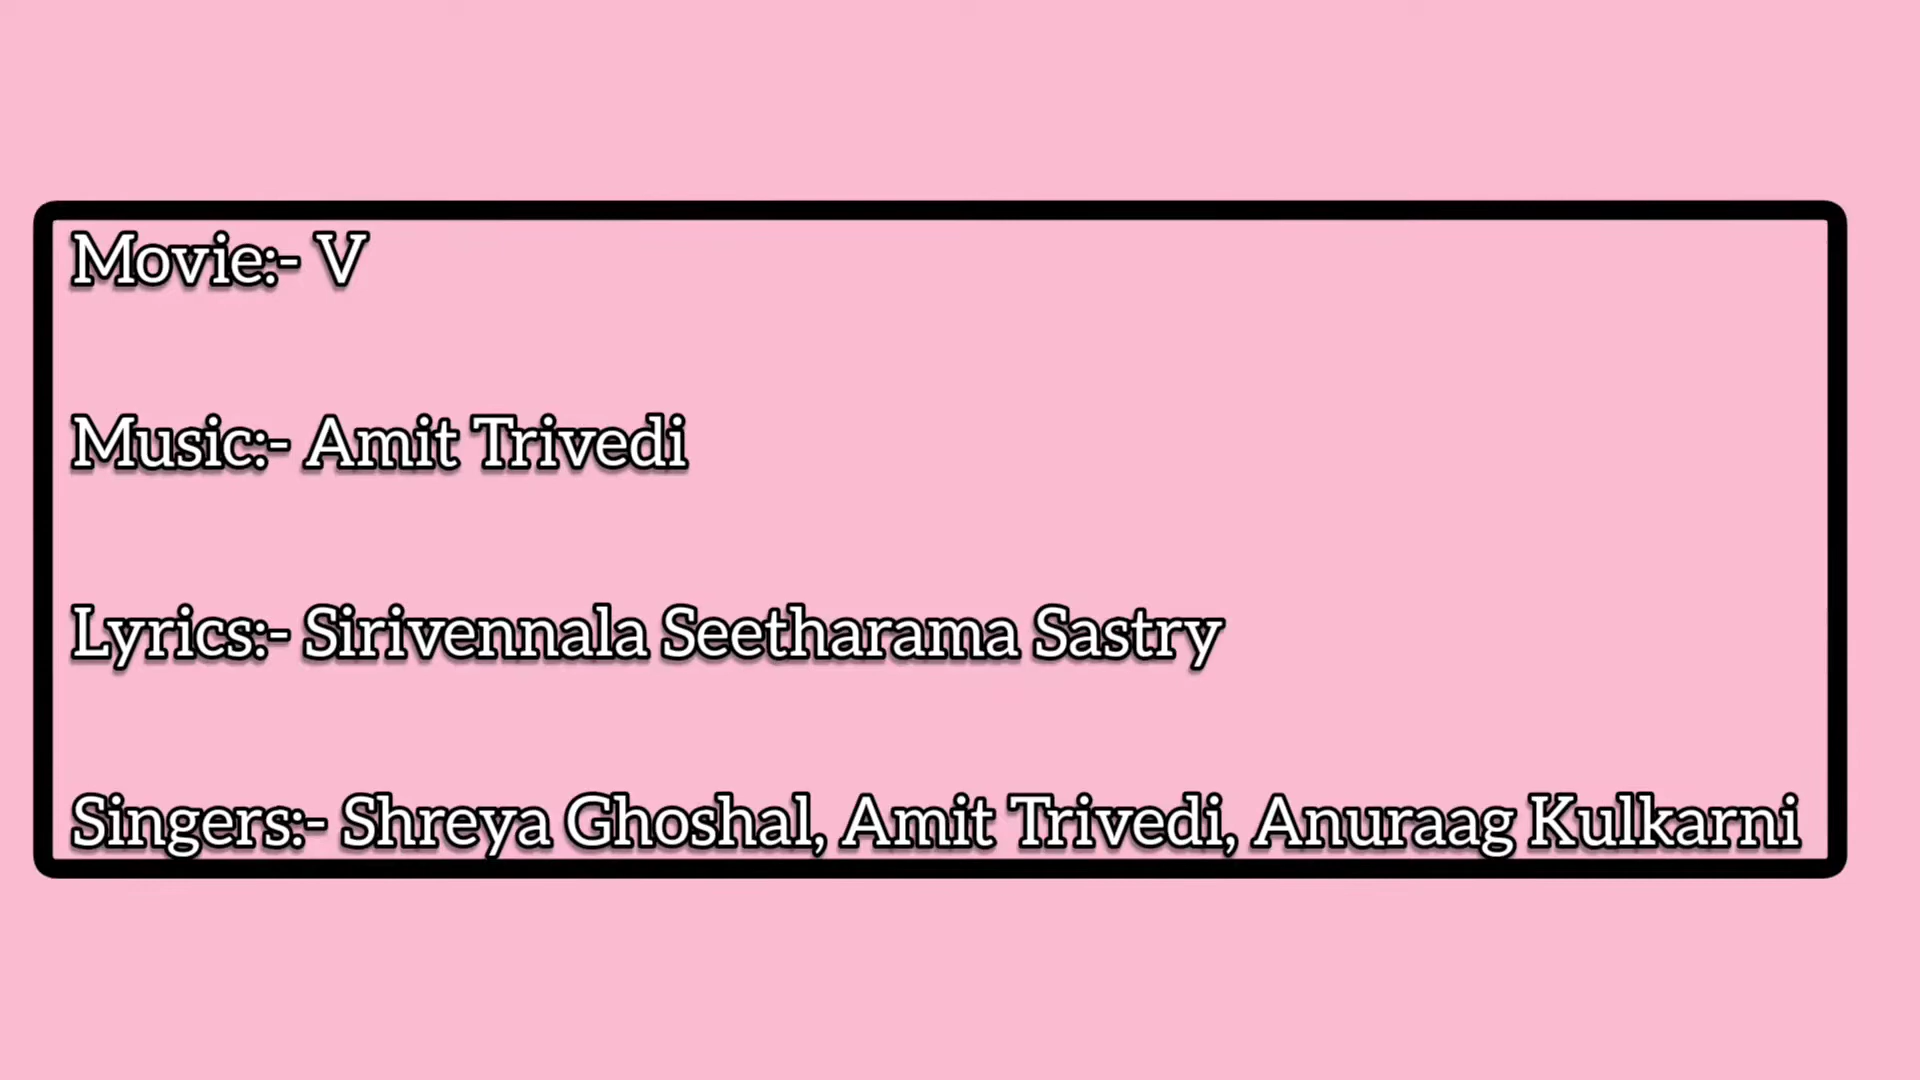 Movie:- V
Music:- Amit Trivedi
Lyrics:- Sirivennala Seetharama Sastry
Singers:- Shreya Ghoshal, Amit Trivedi, Anuraag Kulkarni